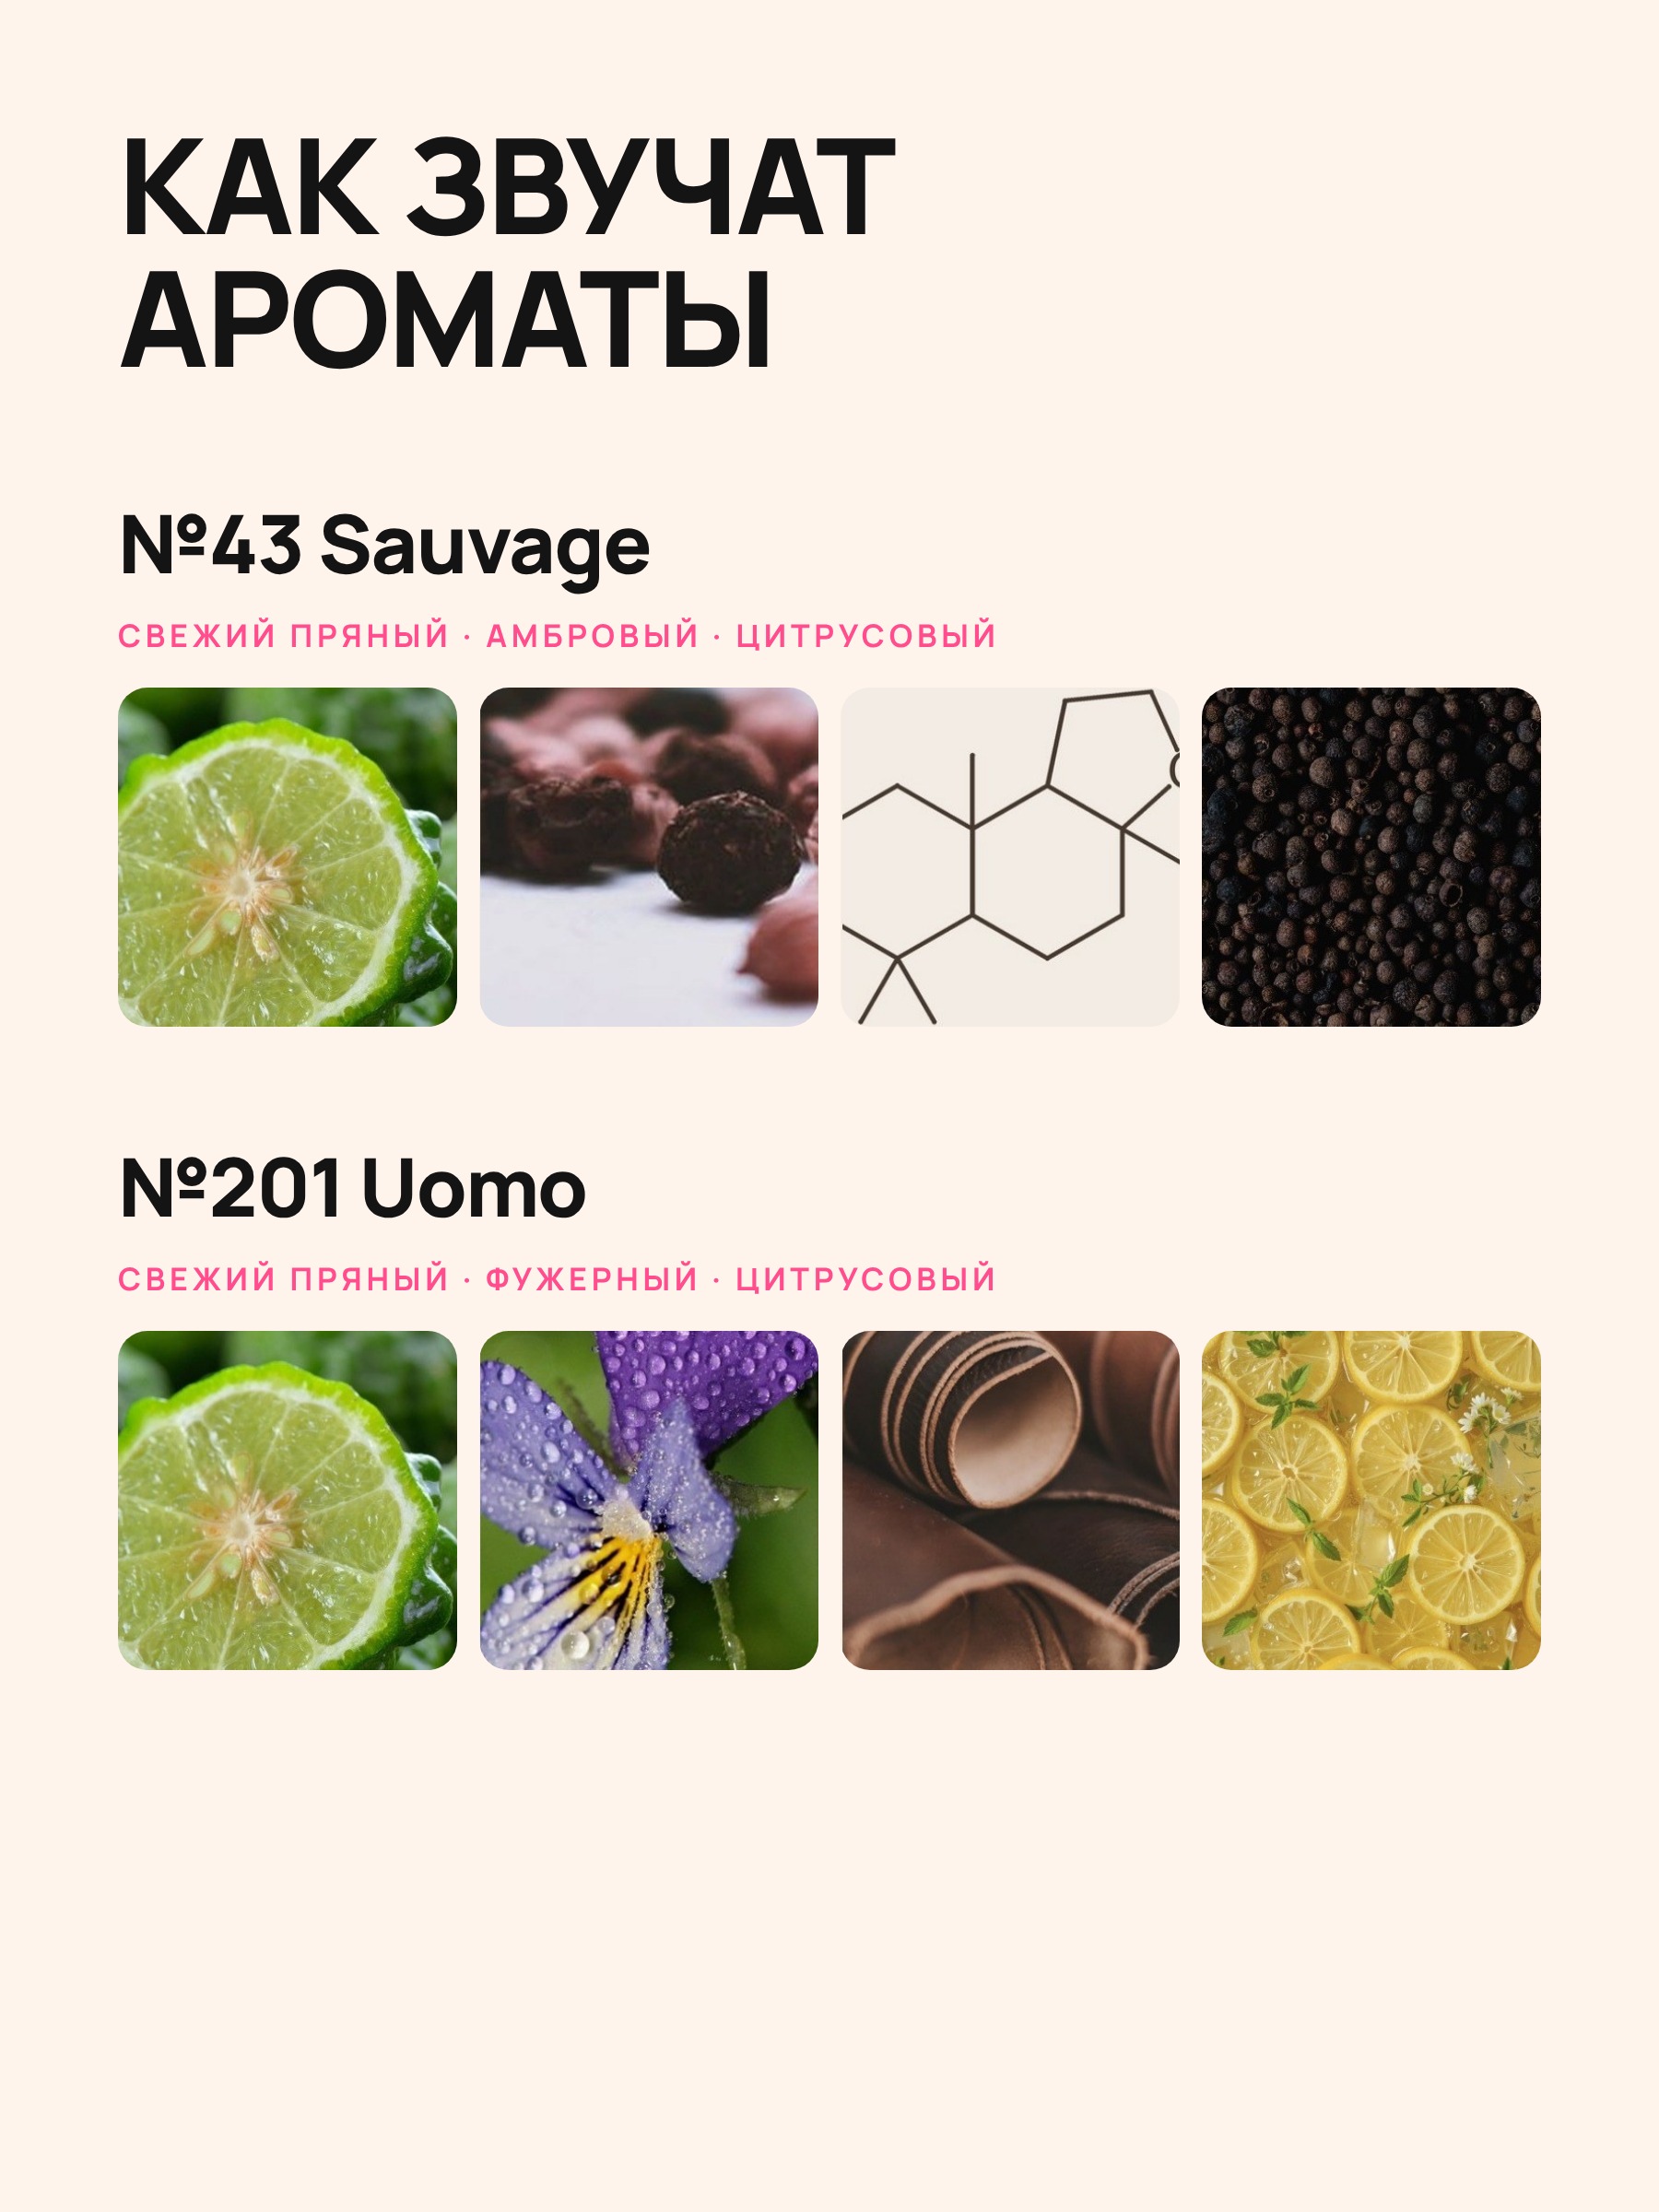 КАК ЗВУЧАТ
АРОМАТЫ
№43 Sauvage
СВЕЖИЙ ПРЯНЫЙ · АМБРОВЫЙ · ЦИТРУСОВЫЙ
№201 Uomo
СВЕЖИЙ ПРЯНЫЙ · ФУЖЕРНЫЙ · ЦИТРУСОВЫЙ